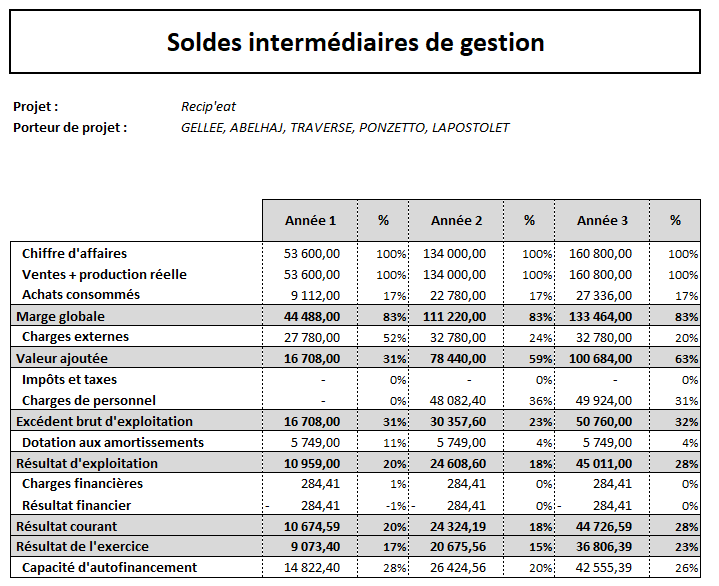 Soldes intermédiaires de gestion
Projet : Recip'eat
Porteur de projet : GELLEE, ABELHAJ, TRAVERSE, PONZETTO, LAPOSTOLET
Année 1 % Année 2 % Année 3 %
Chiffre d'affaires 53 600,00 100% 134 000,00 100% 160 800,00 100%
Ventes + production réelle 53 600,00 100% 134 000,00 100% 160 800,00 100%
Achats consommés 9 112,00 17% 22 780,00 17% 27 336,00 17%
Marge globale 44 488,00 83% 111 220,00 83% 133 464,00 83%
Charges externes 27 780,00 52% 32 780,00 24% 32 780,00 20%
Valeur ajoutée 16 708,00 31% 78 440,00 59% 100 684,00 63%
Impôts et taxes - 0% - 0% - 0%
Charges de personnel - 0% 48 082,40 36% 49 924,00 31%
Excédent brut d'exploitation 16 708,00 31% 30 357,60 23% 50 760,00 32%
Dotation aux amortissements 5 749,00 11% 5 749,00 4% 5 749,00 4%
Résultat d'exploitation 10 959,00 20% 24 608,60 18% 45 011,00 28%
Charges financières 284,41 1% 284,41 0% 284,41 0%
Résultat financier - 284,41 -1% - 284,41 0% - 284,41 0%
Résultat courant 10 674,59 20% 24 324,19 18% 44 726,59 28%
Résultat de l'exercice 9 073,40 17% 20 675,56 15% 36 806,39 23%
Capacité d'autofinancement 14 822,40 28% 26 424,56 20% 42 555,39 26%